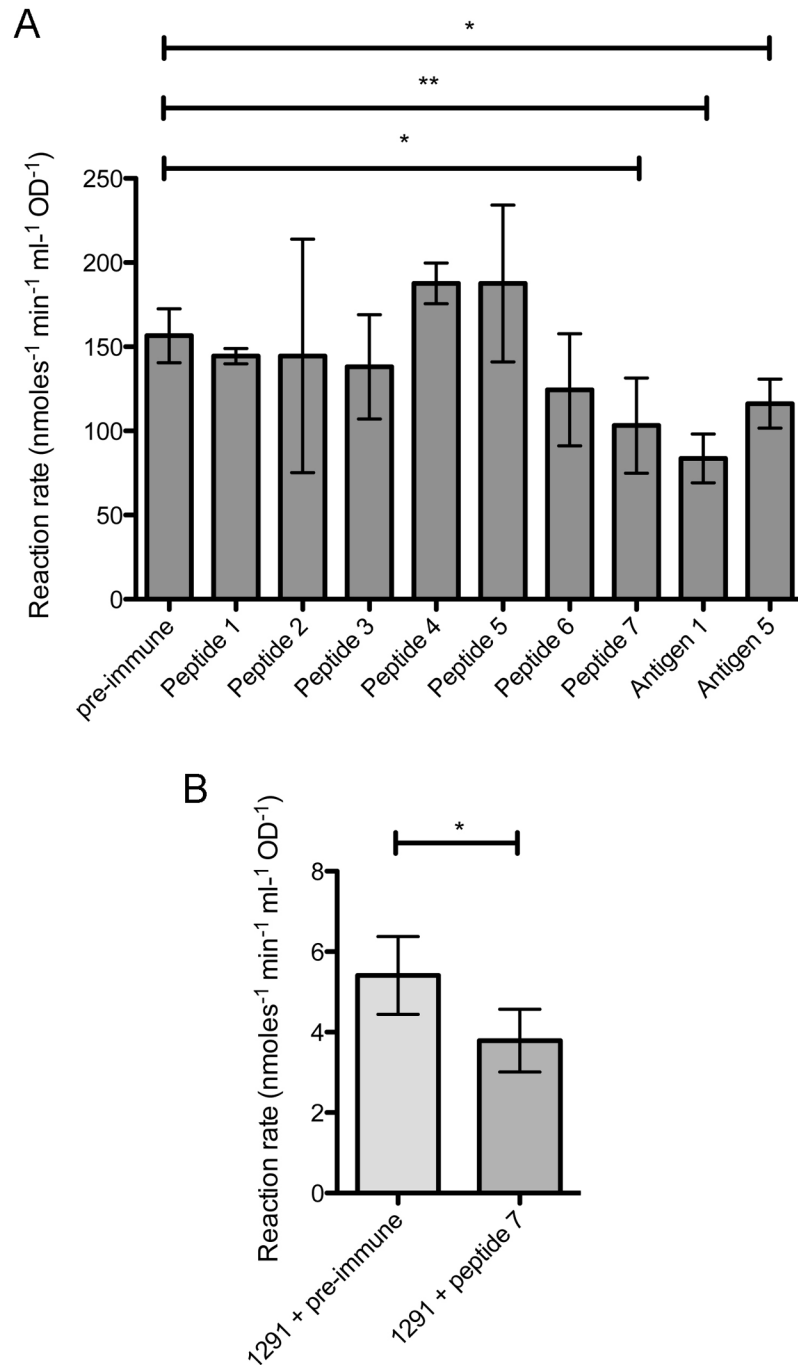 A
*
**
*
Reaction rate (nmoles⁻¹ min⁻¹ ml-¹ OD⁻¹)
250
200
150
100
50
0
pre-immune
Peptide 1
Peptide 2
Peptide 3
Peptide 4
Peptide 5
Peptide 6
Peptide 7
Antigen 1
Antigen 5
B
*
Reaction rate (nmoles⁻¹ min⁻¹ ml-¹ OD⁻¹)
8
6
4
2
0
1291 + pre-immune
1291 + peptide 7